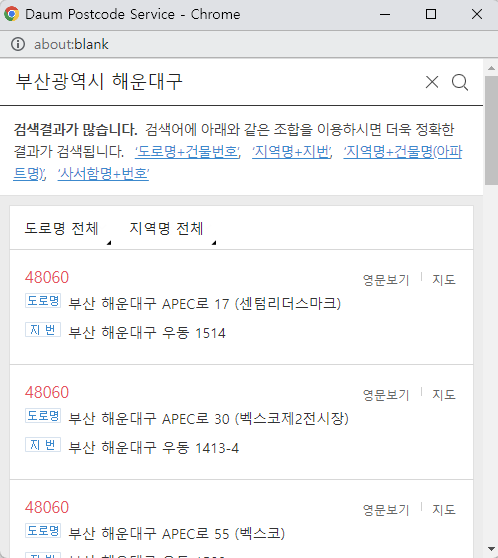 Daum Postcode Service - Chrome
about:blank
부산광역시 해운대구
검색결과가 많습니다. 검색어에 아래와 같은 조합을 이용하시면 더욱 정확한
결과가 검색됩니다. '도로명+건물번호', '지역명+지번', '지역명+건물명(아파
트명)', '사서함명+번호'
도로명 전체 지역명 전체
48060 영문보기 지도
도로명 부산 해운대구 APEC로 17 (센텀리더스마크)
지번 부산 해운대구 우동 1514
48060 영문보기 지도
도로명 부산 해운대구 APEC로 30 (벡스코제2전시장)
지번 부산 해운대구 우동 1413-4
48060 영문보기 지도
도로명 부산 해운대구 APEC로 55 (벡스코)